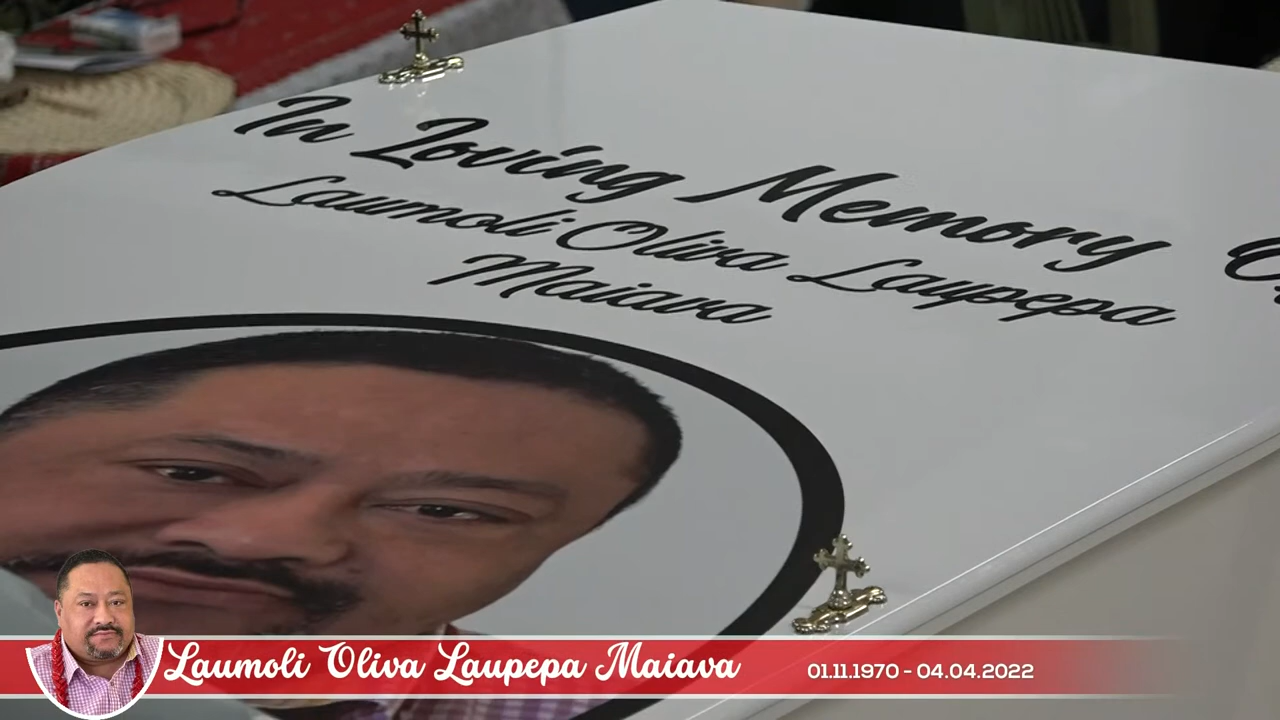 In Loving Memory
Laumoli Oliva Laupepa
Maiava
Laumoli Oliva Laupepa Maiava
01.11.1970 - 04.04.2022